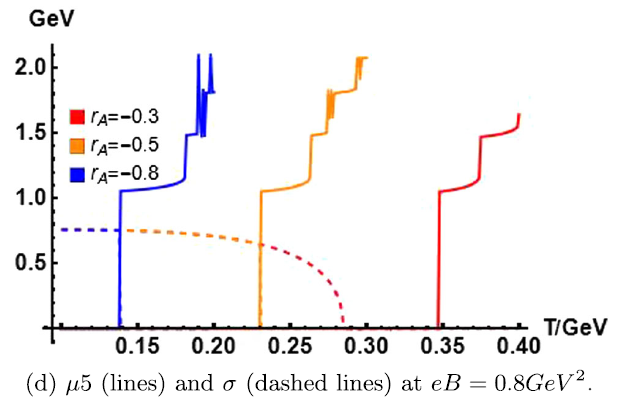 GeV
2.0
1.5
1.0
0.5
r_A=−0.3
r_A=−0.5
r_A=−0.8
0.15 0.20 0.25 0.30 0.35 0.40 T/GeV
(d) μ5 (lines) and σ (dashed lines) at eB = 0.8GeV².